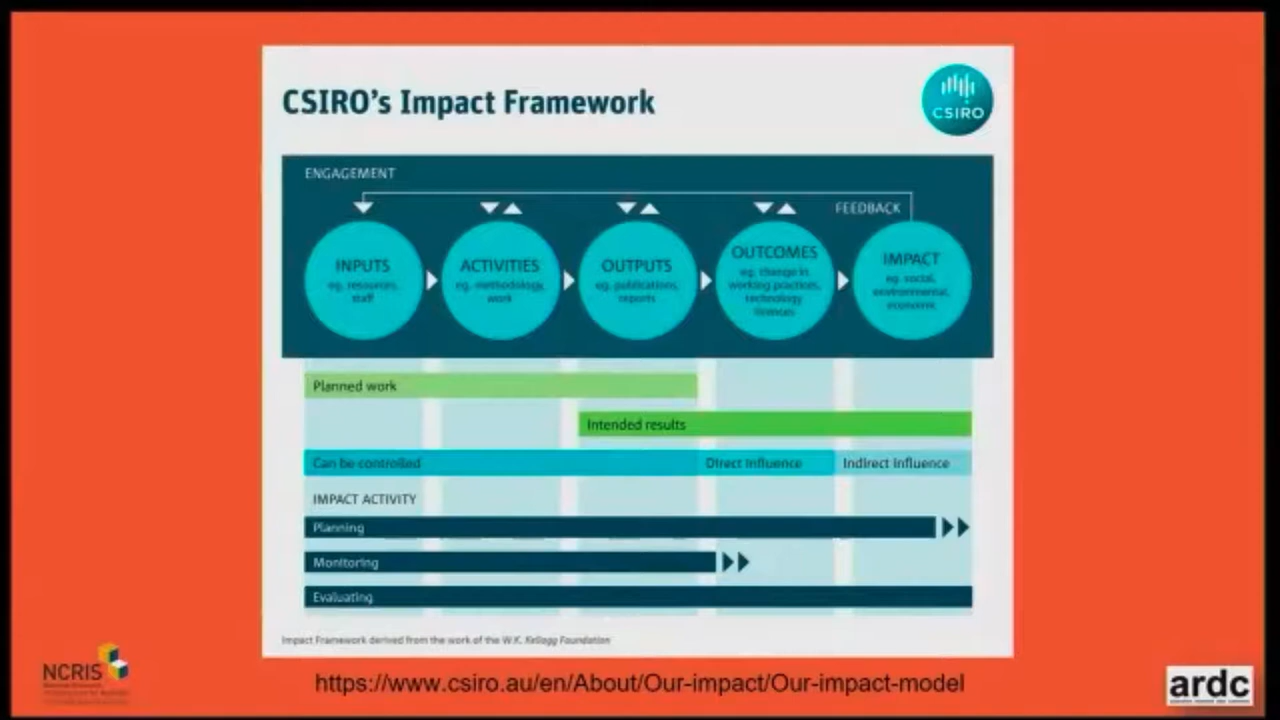 CSIRO's Impact Framework
CSIRO
ENGAGEMENT
FEEDBACK
INPUTS
eg. resources,
staff
ACTIVITIES
eg. methodology,
work
OUTPUTS
eg. publications,
reports
OUTCOMES
eg. change in
working practices,
technology
licences
IMPACT
eg. social,
environmental,
economic
Planned work
Intended results
Can be controlled
Direct influence
Indirect influence
IMPACT ACTIVITY
Planning
Monitoring
Evaluating
Impact Framework derived from the work of the W.K. Kellogg Foundation
NCRIS
https://www.csiro.au/en/About/Our-impact/Our-impact-model
ardc